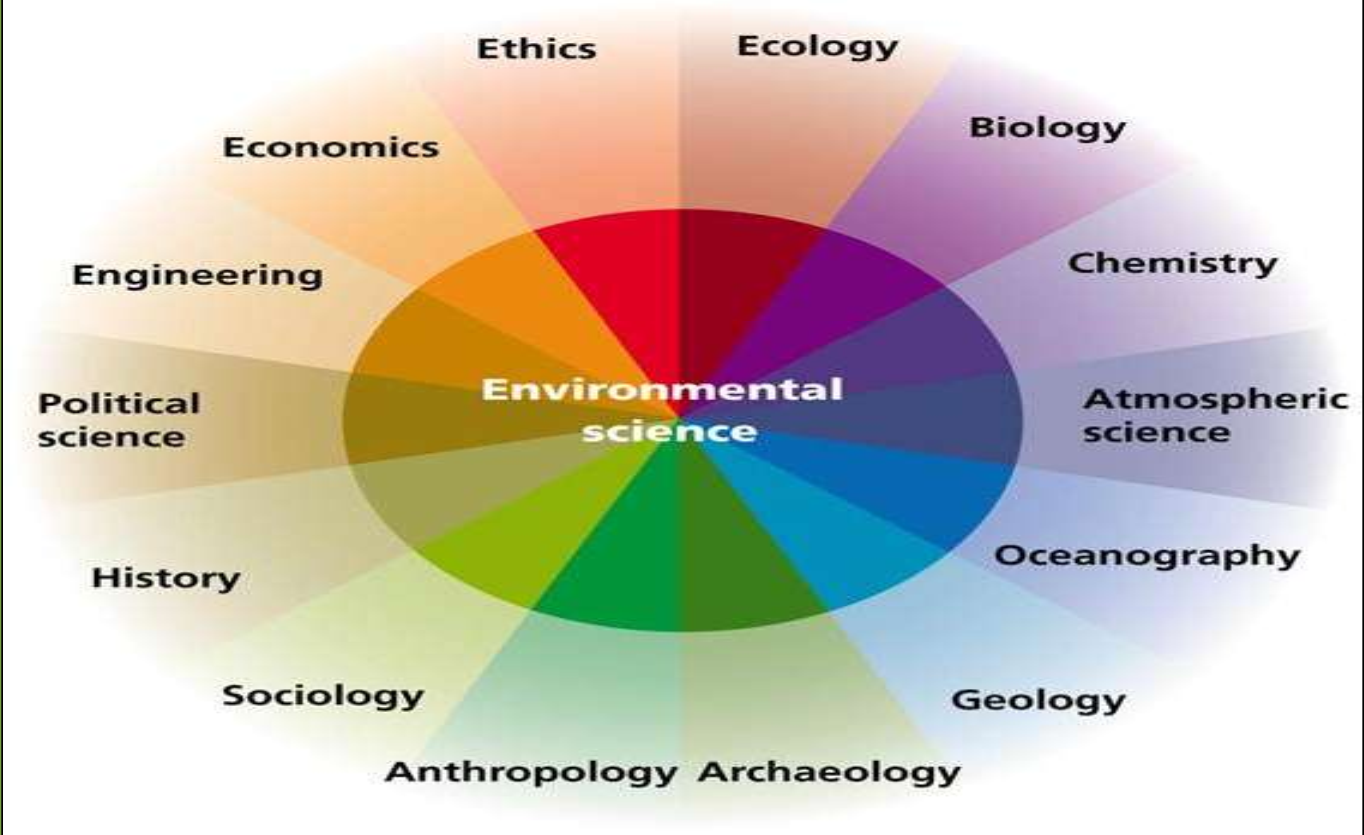 Ethics
Ecology
Economics
Biology
Engineering
Chemistry
Environmental
science
Political
science
Atmospheric
science
History
Oceanography
Sociology
Geology
Anthropology
Archaeology